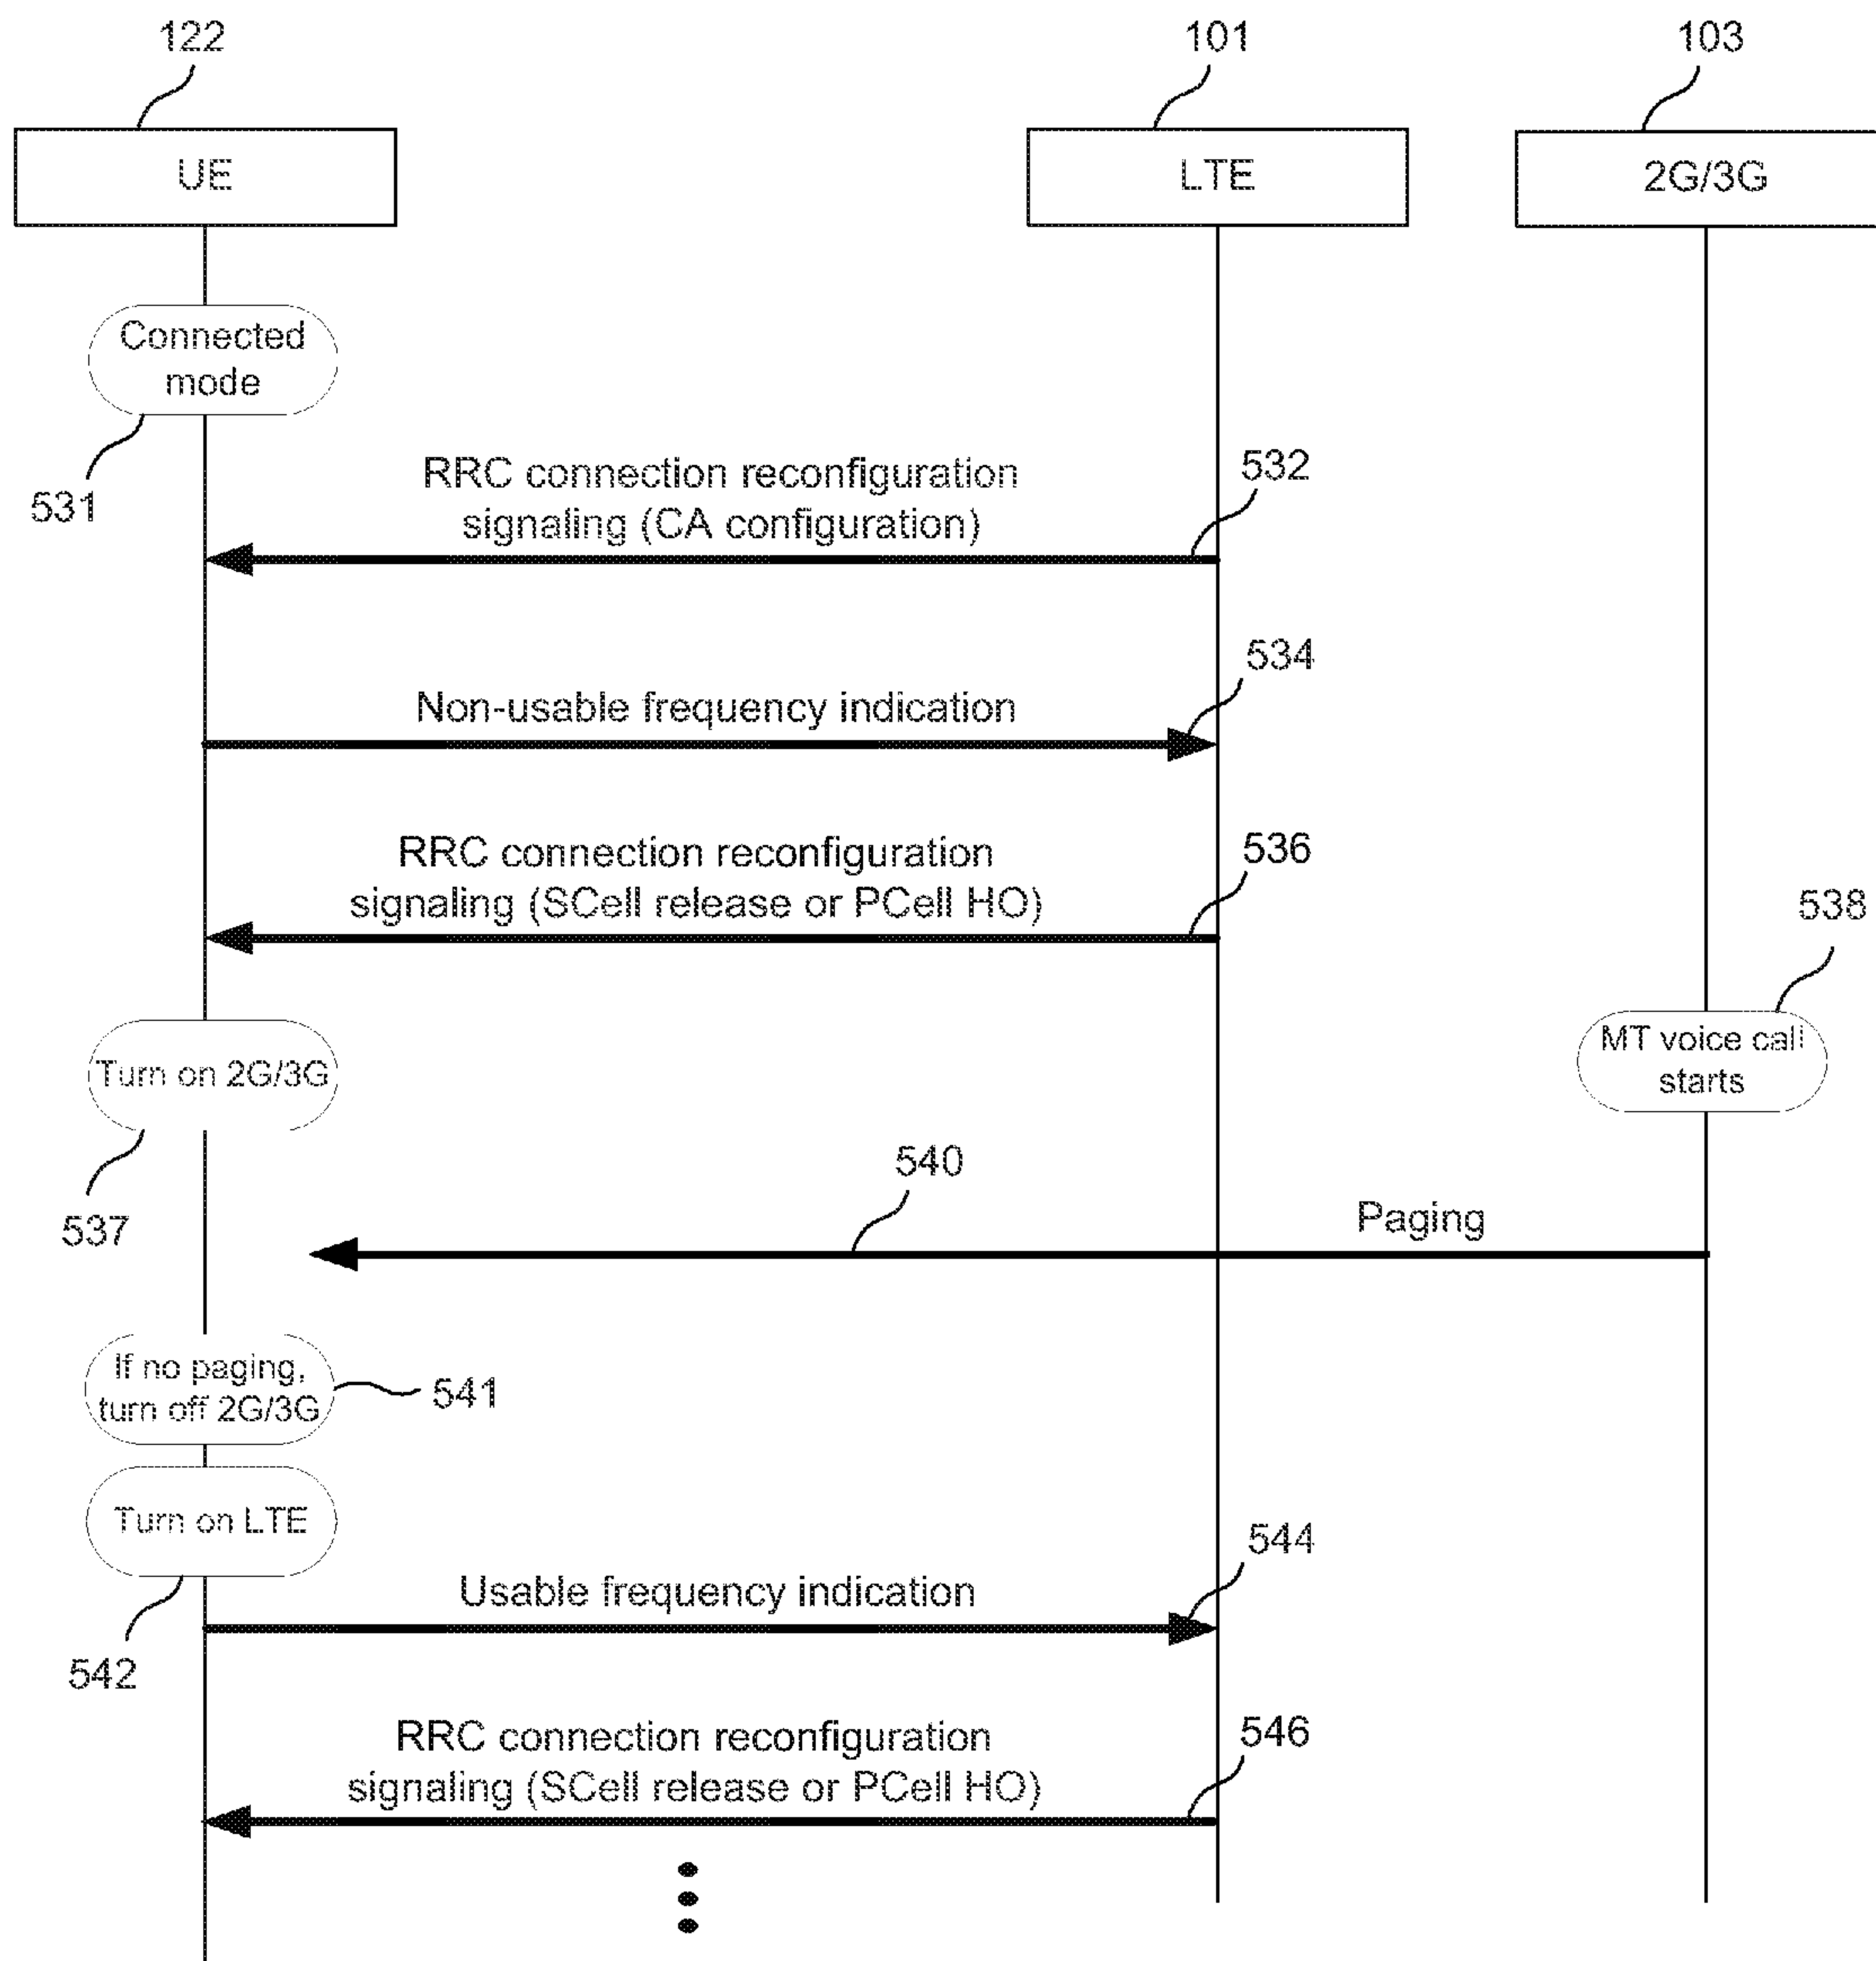 122
101
103
UE
LTE
2G/3G
Connected
mode
531
RRC connection reconfiguration
signaling (CA configuration)
532
534
Non-usable frequency indication
RRC connection reconfiguration
signaling (SCell release or PCell HO)
536
538
Turn on 2G/3G
MT voice call
starts
537
540
Paging
If no paging,
turn off 2G/3G
541
Turn on LTE
544
Usable frequency indication
542
RRC connection reconfiguration
signaling (SCell release or PCell HO)
546